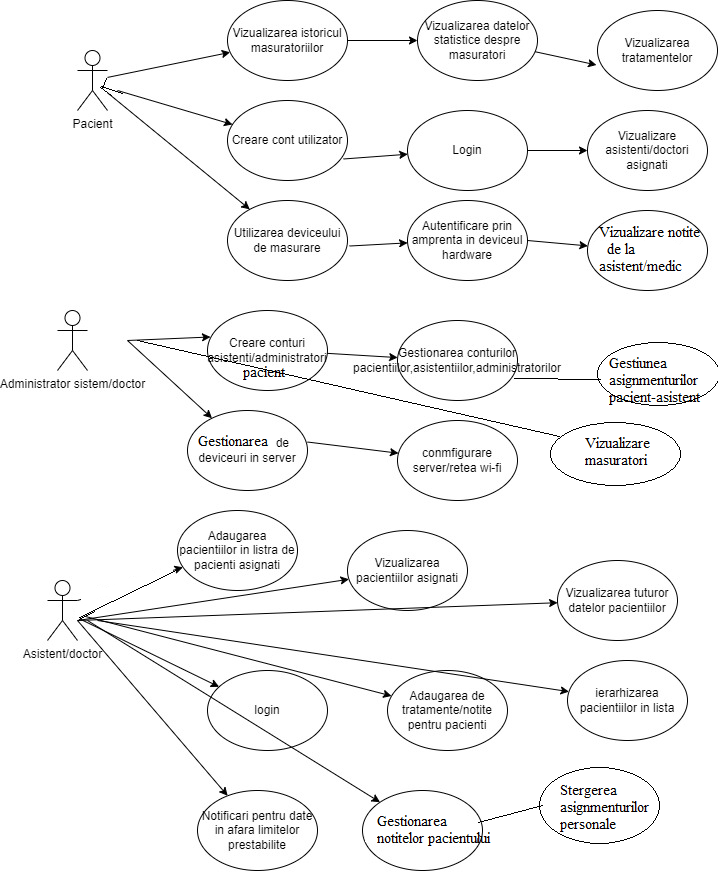 Vizualizarea istoricul
masuratoriilor
Vizualizarea datelor
statistice despre
masuratori
Vizualizarea
tratamentelor
Pacient
Creare cont utilizator
Login
Vizualizare
asistenti/doctori
asignati
Utilizarea deviceului
de masurare
Autentificare prin
amprenta in deviceul
hardware
Vizualizare notite
de la
asistent/medic
Administrator sistem/doctor
Creare conturi
asistenti/administratori
pacient
Gestionarea conturilor
pacientiilor,asistentiilor,administratorilor
Gestiunea
asignmenturilor
pacient-asistent
Gestionarea de
deviceuri in server
conmfigurare
server/retea wi-fi
Vizualizare
masuratori
Adaugarea
pacientiilor in listra de
pacienti asignati
Vizualizarea
pacientiilor asignati
Vizualizarea tuturor
datelor pacientiilor
Asistent/doctor
login
Adaugarea de
tratamente/notite
pentru pacienti
ierarhizarea
pacientiilor in lista
Notificari pentru date
in afara limitelor
prestabilite
Gestionarea
notitelor pacientului
Stergerea
asignmenturilor
personale